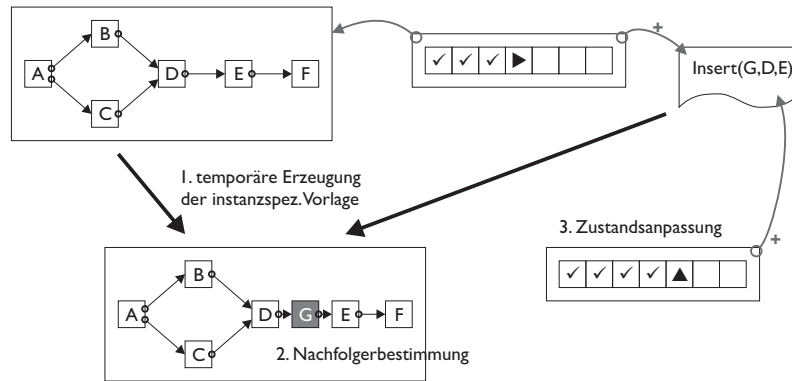 A B C D E F
✓ ✓ ✓ ▶
+
Insert(G,D,E)
1. temporäre Erzeugung
der instanzspez. Vorlage
3. Zustandsanpassung
+
✓ ✓ ✓ ✓ ▲
A B C D G E F
2. Nachfolgerbestimmung